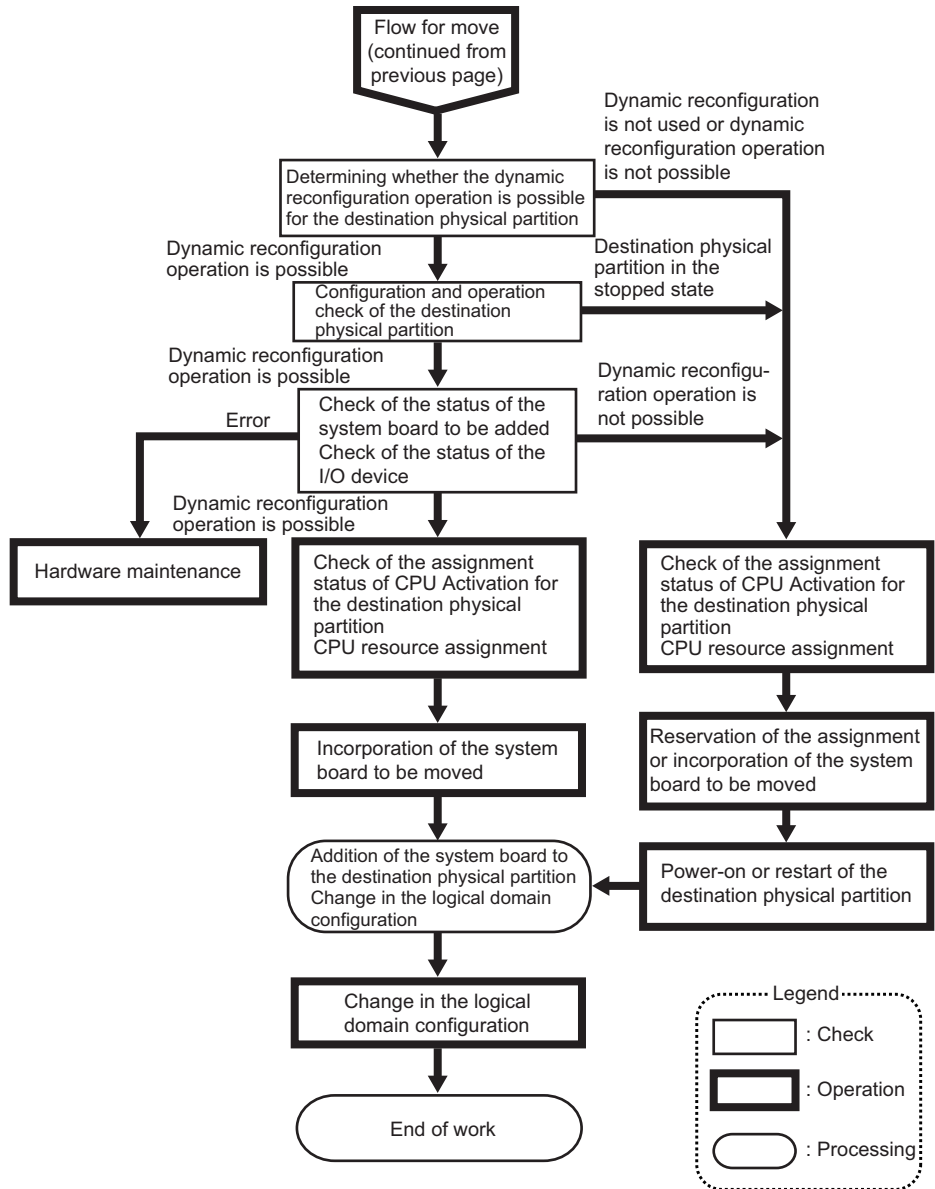 Flow for move
(continued from
previous page)
Dynamic reconfiguration
is not used or dynamic
reconfiguration operation
is not possible
Determining whether the dynamic
reconfiguration operation is possible
for the destination physical partition
Dynamic reconfiguration
operation is possible
Destination physical
partition in the
stopped state
Configuration and operation
check of the destination
physical partition
Dynamic reconfiguration
operation is possible
Dynamic reconfigu-
ration operation is
not possible
Error
Check of the status of the
system board to be added
Check of the status of the
I/O device
Dynamic reconfiguration
operation is possible
Hardware maintenance
Check of the assignment
status of CPU Activation for
the destination physical
partition
CPU resource assignment
Check of the assignment
status of CPU Activation for
the destination physical
partition
CPU resource assignment
Incorporation of the system
board to be moved
Reservation of the assignment
or incorporation of the system
board to be moved
Addition of the system board to
the destination physical partition
Change in the logical domain
configuration
Power-on or restart of the
destination physical partition
Change in the logical
domain configuration
End of work
Legend
: Check
: Operation
: Processing